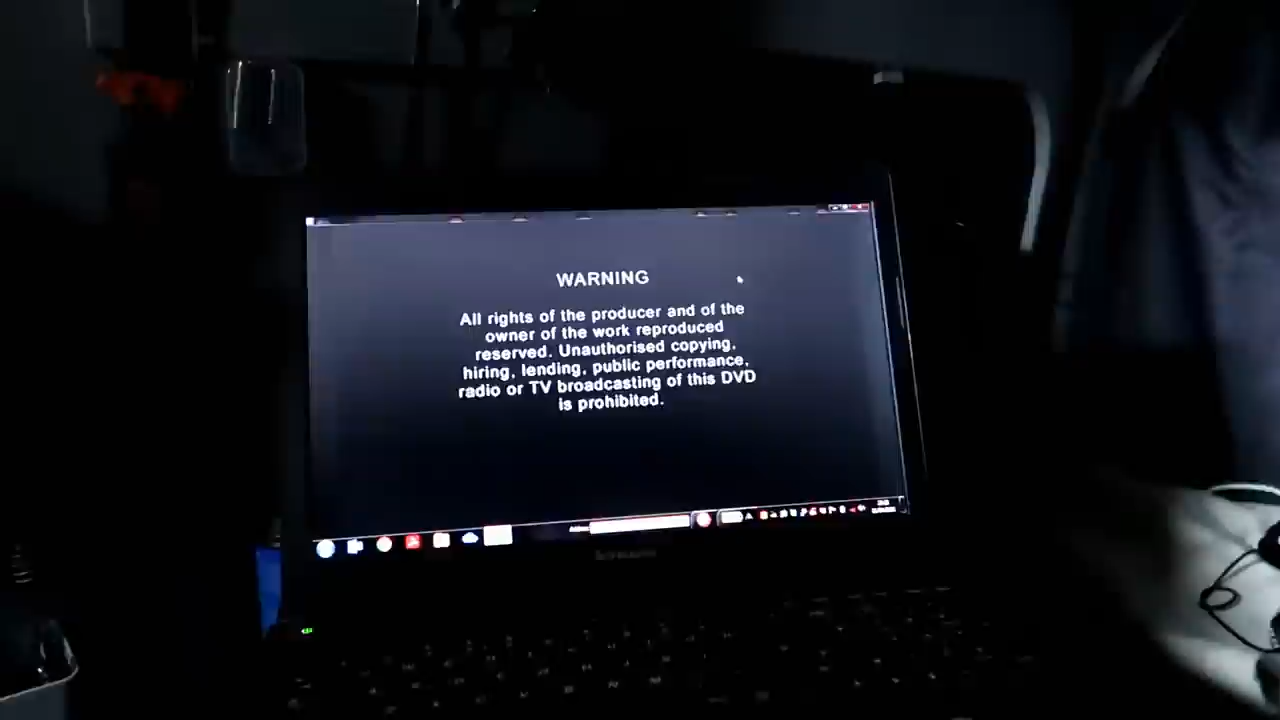 WARNING
All rights of the producer and of the
owner of the work reproduced
reserved. Unauthorised copying,
hiring, lending, public performance,
radio or TV broadcasting of this DVD
is prohibited.